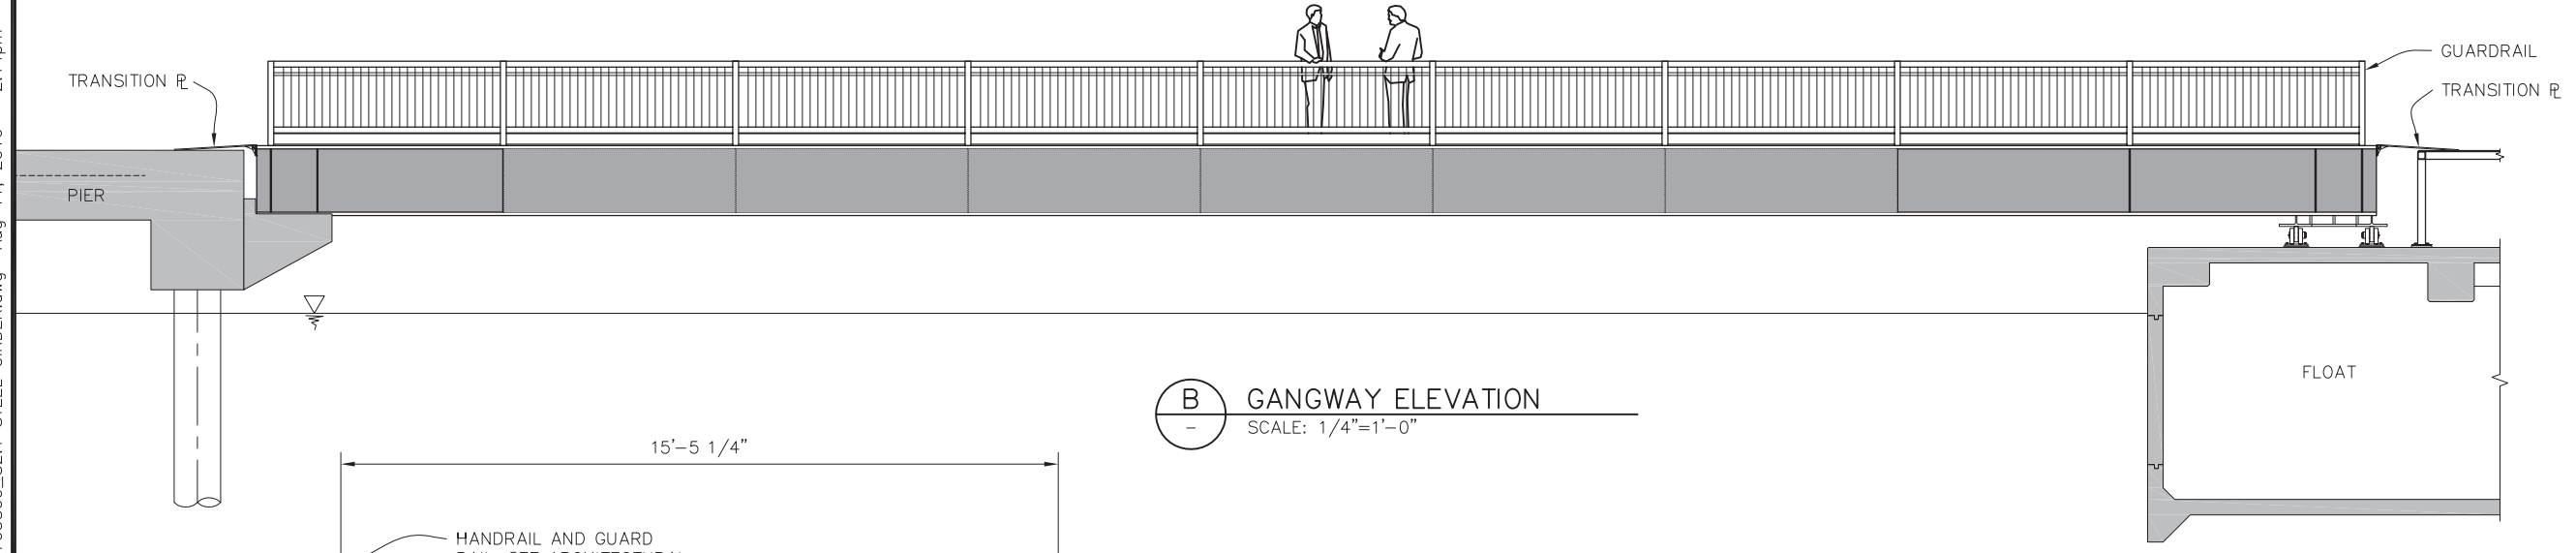 GUARDRAIL
TRANSITION ℄
TRANSITION ℄
PIER
FLOAT
B
GANGWAY ELEVATION
-
SCALE: 1/4"=1'-0"
15'-5 1/4"
HANDRAIL AND GUARD